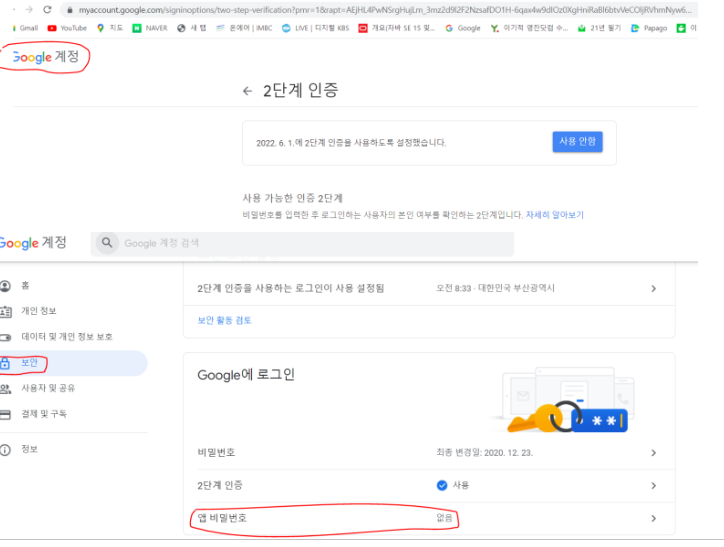 myaccount.google.com/signinoptions/two-step-verification?pmr=1&rapt=
Gmail YouTube 지도 NAVER 새 탭 온에어 | IMBC LIVE | 디지털 KBS 개요(자바 SE 15 및... Google 이기적 영진닷컴 수... 21년 필기 Papago 이
Google 계정
← 2단계 인증
2022. 6. 1.에 2단계 인증을 사용하도록 설정했습니다. 사용 안함
사용 가능한 인증 2단계
비밀번호를 입력한 후 로그인하는 사용자의 본인 여부를 확인하는 2단계입니다. 자세히 알아보기
Google 계정 Google 계정 검색
홈
개인 정보
데이터 및 개인 정보 보호
보안
사용자 및 공유
결제 및 구독
정보
2단계 인증을 사용하는 로그인이 사용 설정됨 오전 8:33 · 대한민국 부산광역시
보안 활동 검토
Google에 로그인
**
비밀번호 최종 변경일: 2020. 12. 23.
2단계 인증 사용
앱 비밀번호 없음